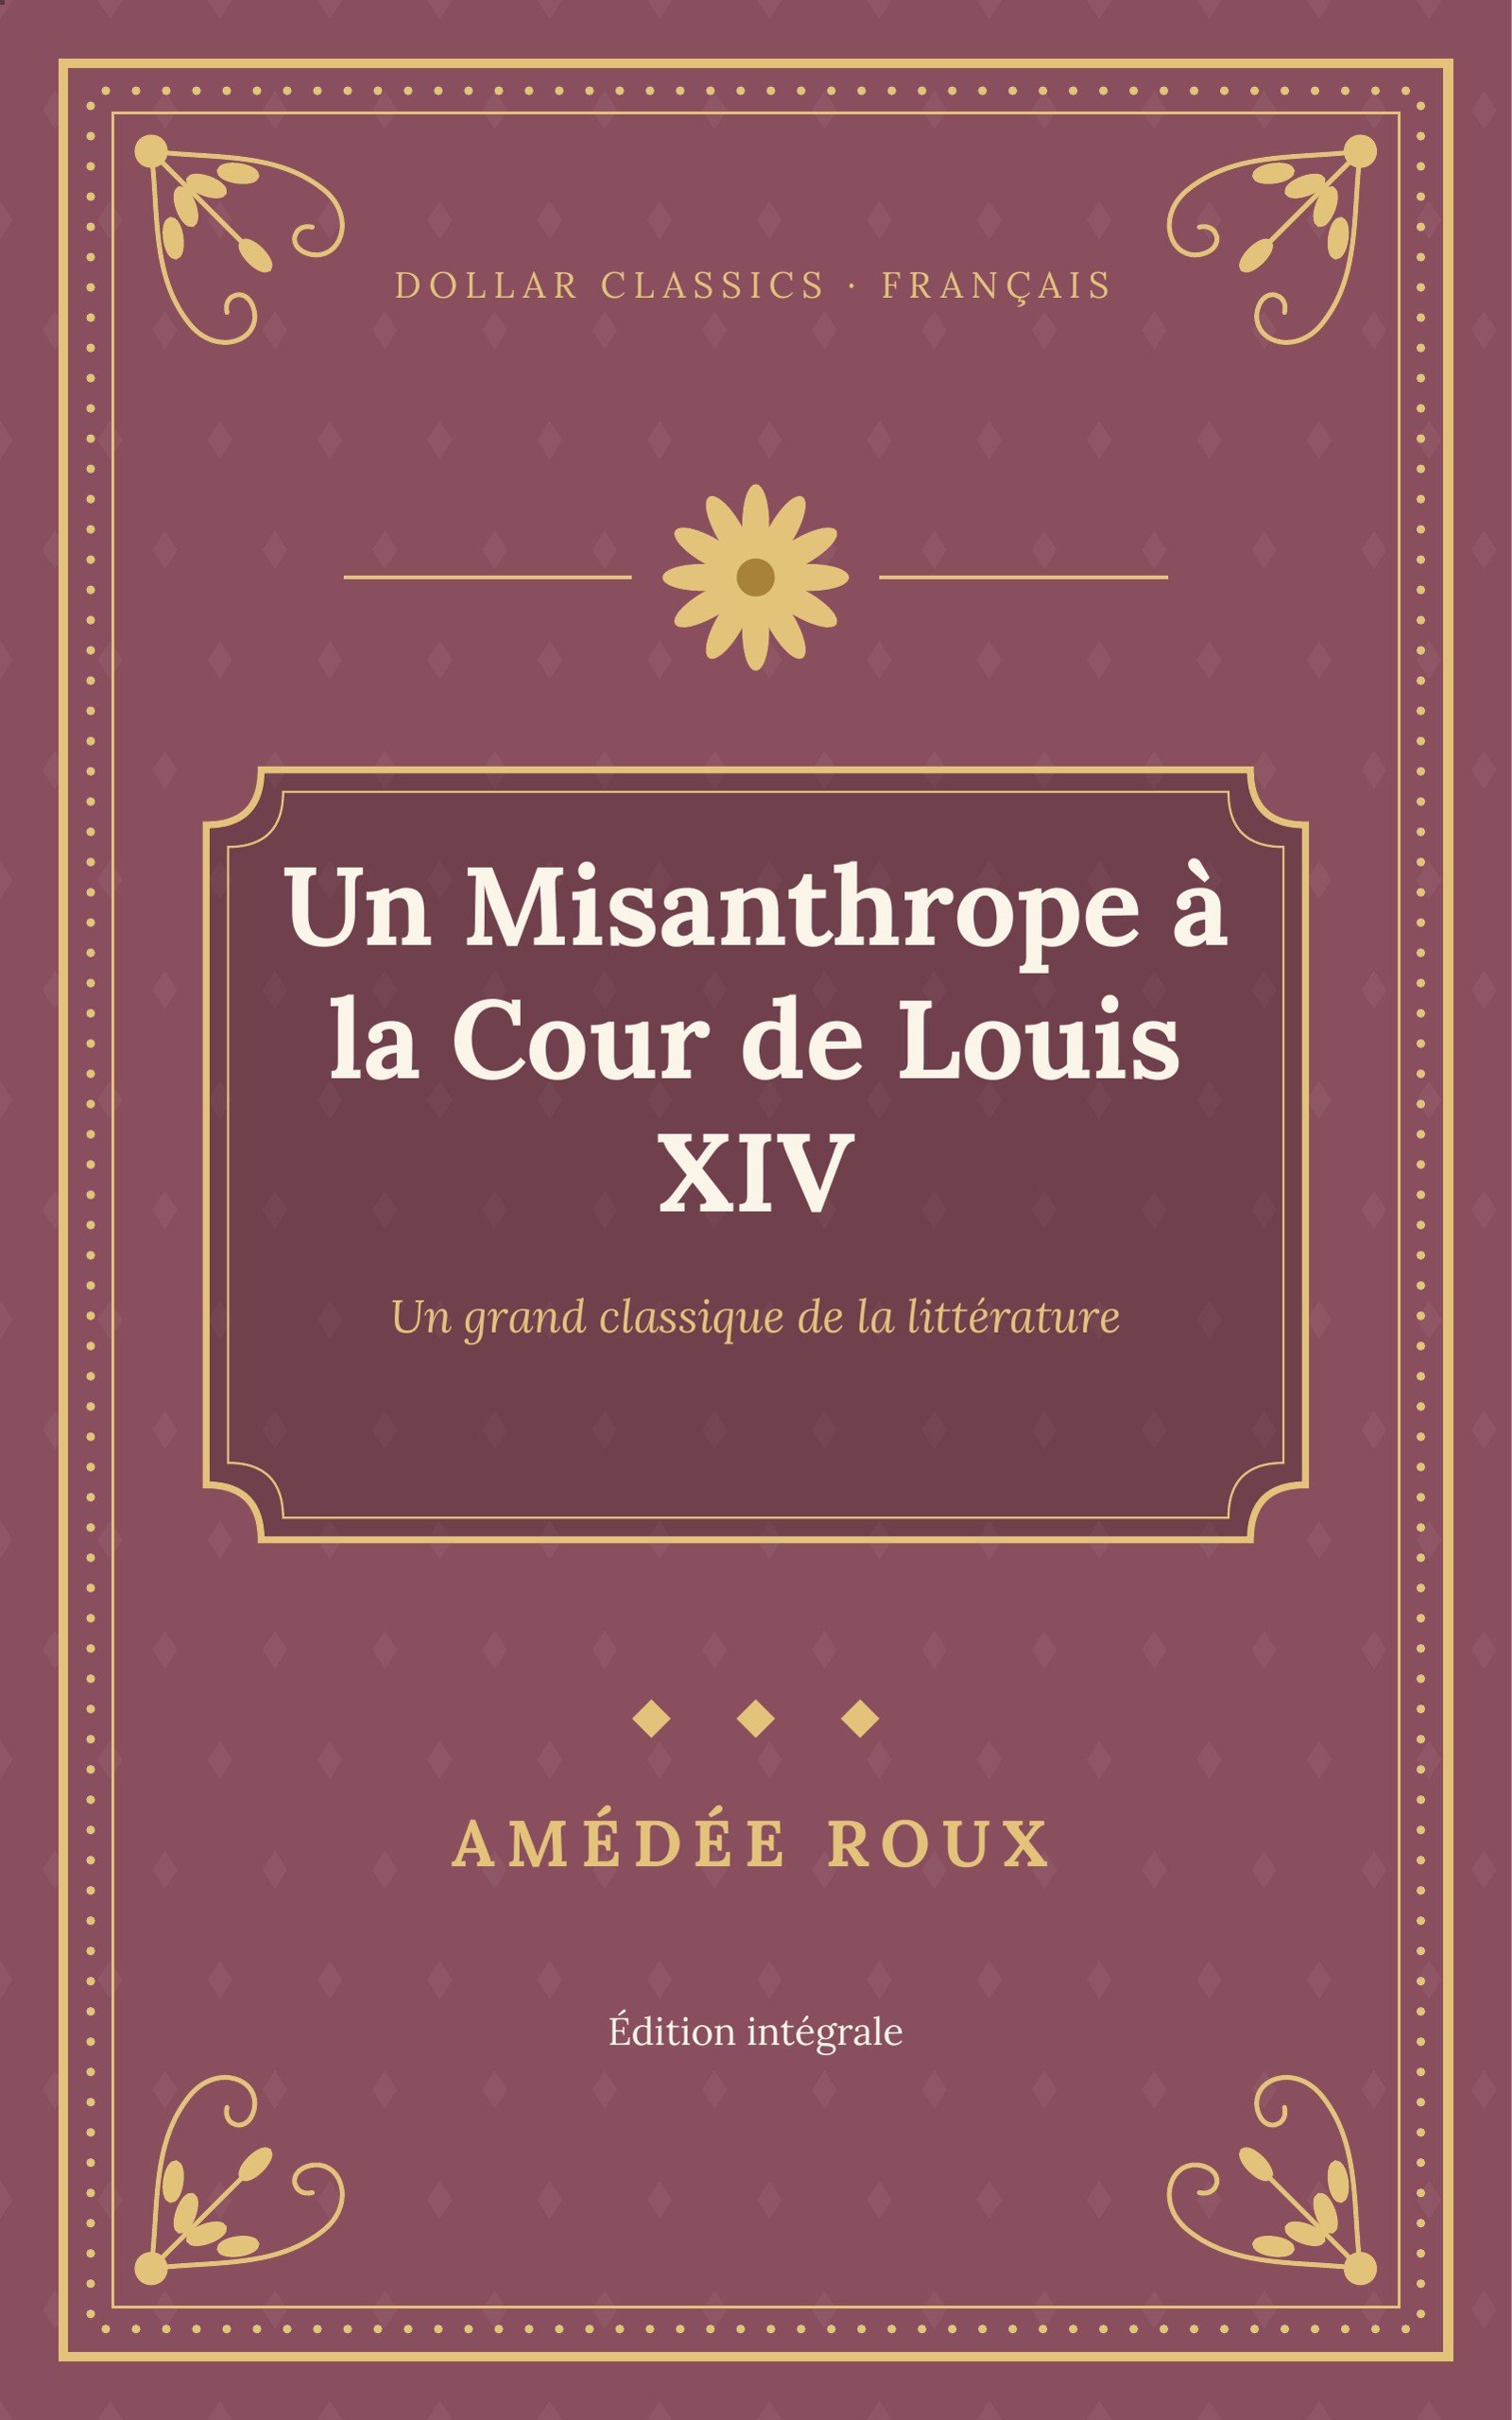 DOLLAR CLASSICS · FRANÇAIS
Un Misanthrope à
la Cour de Louis
XIV
Un grand classique de la littérature
AMÉDÉE ROUX
Édition intégrale